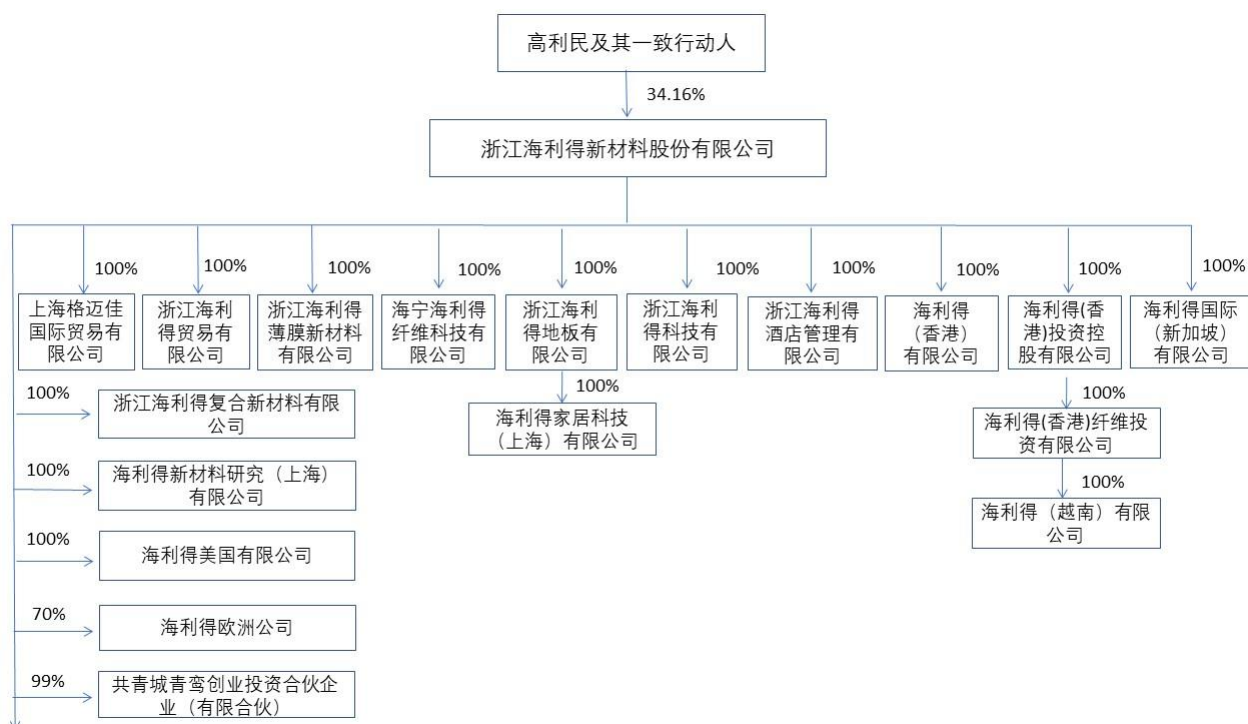 高利民及其一致行动人
34.16%
浙江海利得新材料股份有限公司
100%
100%
100%
100%
100%
100%
100%
100%
100%
100%
上海格迈佳
国际贸易有
限公司
浙江海利
得贸易有
限公司
浙江海利得
薄膜新材料
有限公司
海宁海利得
纤维科技有
限公司
浙江海利
得地板有
限公司
浙江海利
得科技有
限公司
浙江海利得
酒店管理有
限公司
海利得
（香港）
有限公司
海利得(香
港)投资控
股有限公司
海利得国际
（新加坡）
有限公司
100%
浙江海利得复合新材料有限
公司
100%
海利得家居科技
（上海）有限公司
100%
海利得(香港)纤维投
资有限公司
100%
海利得新材料研究（上海）
有限公司
100%
海利得（越南）有限
公司
100%
海利得美国有限公司
70%
海利得欧洲公司
99%
共青城青鸾创业投资合伙企
业（有限合伙）